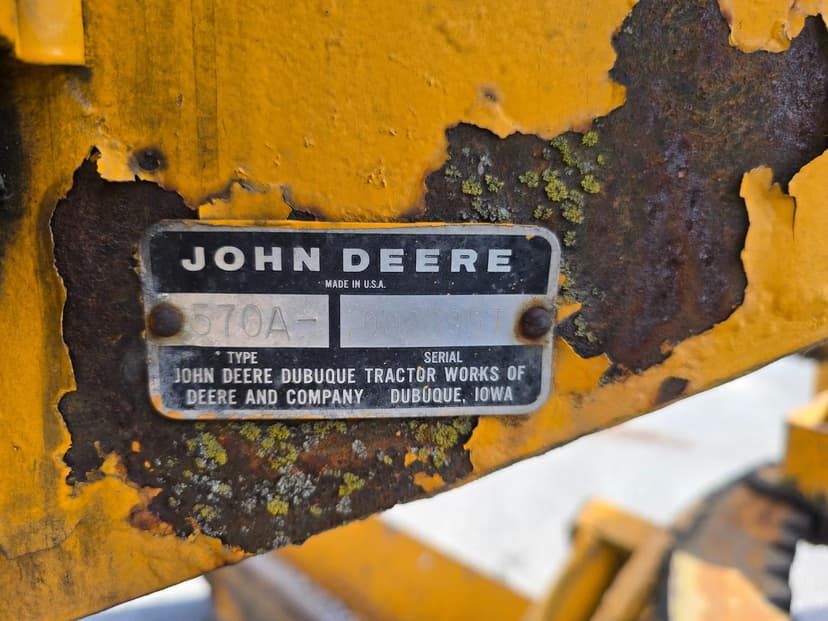 JOHN DEERE
MADE IN U.S.A.
570A-
TYPE SERIAL
JOHN DEERE DUBUQUE TRACTOR WORKS OF
DEERE AND COMPANY DUBUQUE, IOWA